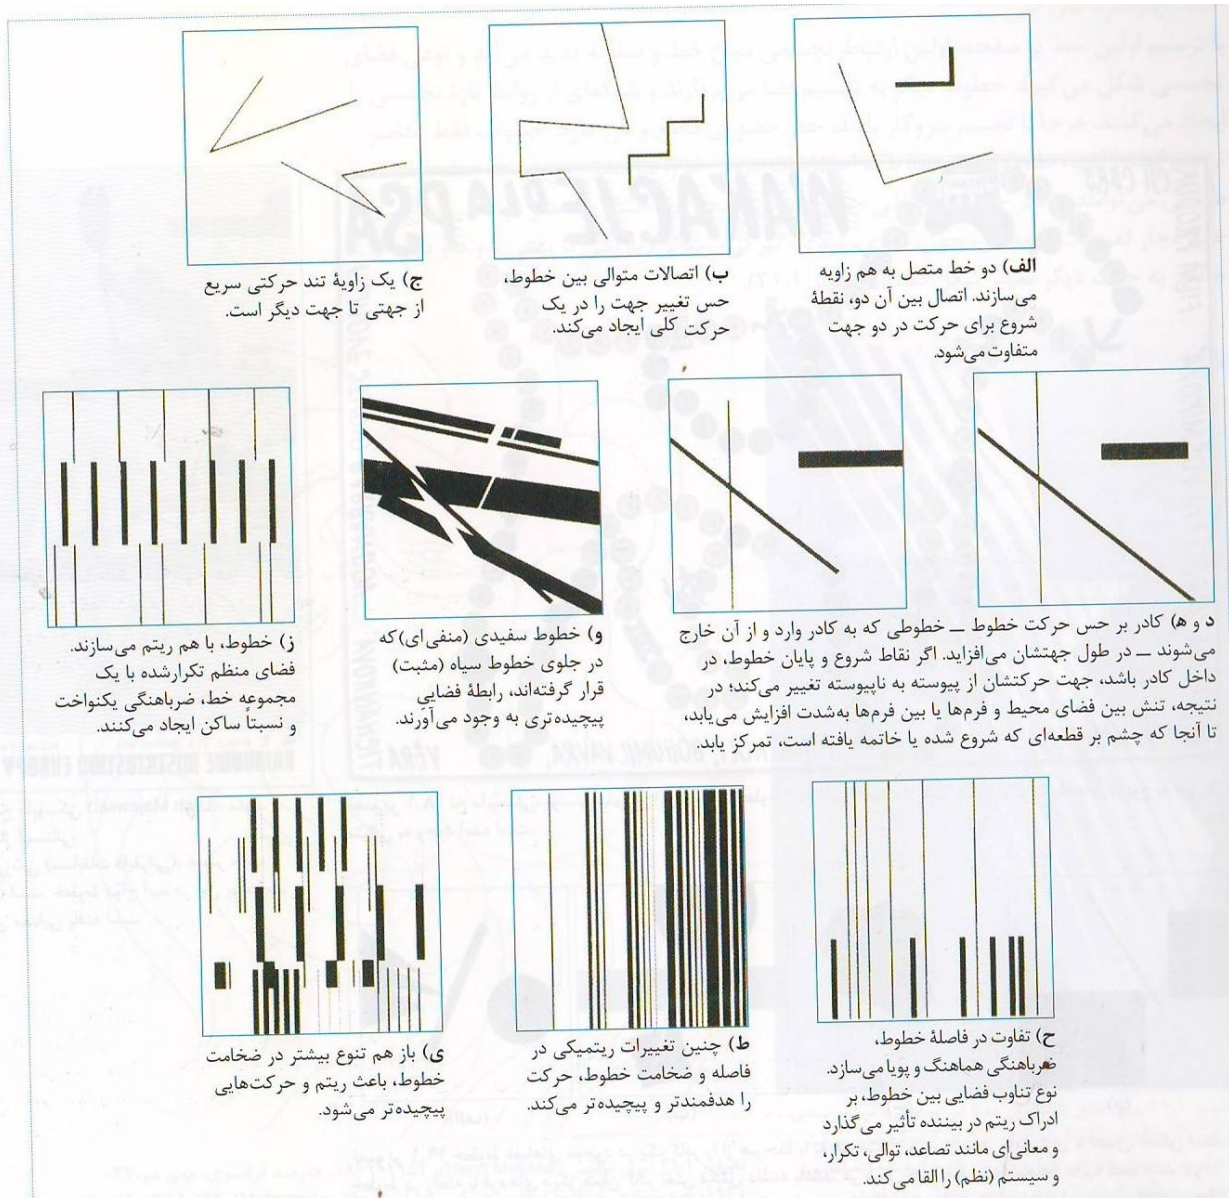 الف) دو خط متصل به هم زاویه
می‌سازند. اتصال بین آن دو، نقطهٔ
شروع برای حرکت در دو جهت
متفاوت می‌شود.
ب) اتصالات متوالی بین خطوط،
حس تغییر جهت را در یک
حرکت کلی ایجاد می‌کند.
ج) یک زاویهٔ تند حرکتی سریع
از جهتی تا جهت دیگر است.
د و ه) کادر بر حس حرکت خطوط ــ خطوطی که به کادر وارد و از آن خارج
می‌شوند ــ در طول جهتشان می‌افزاید. اگر نقاط شروع و پایان خطوط، در
داخل کادر باشد، جهت حرکتشان از پیوسته به ناپیوسته تغییر می‌کند؛ در
نتیجه، تنش بین فضای محیط و فرم‌ها یا بین فرم‌ها به‌شدت افزایش می‌یابد،
تا آنجا که چشم بر قطعه‌ای که شروع شده یا خاتمه یافته است، تمرکز یابد.
و) خطوط سفیدی (منفی‌ای) که
در جلوی خطوط سیاه (مثبت)
قرار گرفته‌اند، رابطهٔ فضایی
پیچیده‌تری به وجود می‌آورند.
ز) خطوط، با هم ریتم می‌سازند.
فضای منظم تکرارشده با یک
مجموعه خط، ضرباهنگی یکنواخت
و نسبتاً ساکن ایجاد می‌کنند.
ح) تفاوت در فاصلهٔ خطوط،
ضرباهنگی هماهنگ و پویا می‌سازد.
نوع تناوب فضایی بین خطوط، بر
ادراک ریتم در بیننده تأثیر می‌گذارد
و معانی‌ای مانند تصاعد، توالی، تکرار،
و سیستم (نظم) را القا می‌کند.
ط) چنین تغییرات ریتمیکی در
فاصله و ضخامت خطوط، حرکت
را هدفمندتر و پیچیده‌تر می‌کند.
ی) باز هم تنوع بیشتر در ضخامت
خطوط، باعث ریتم و حرکت‌هایی
پیچیده‌تر می‌شود.